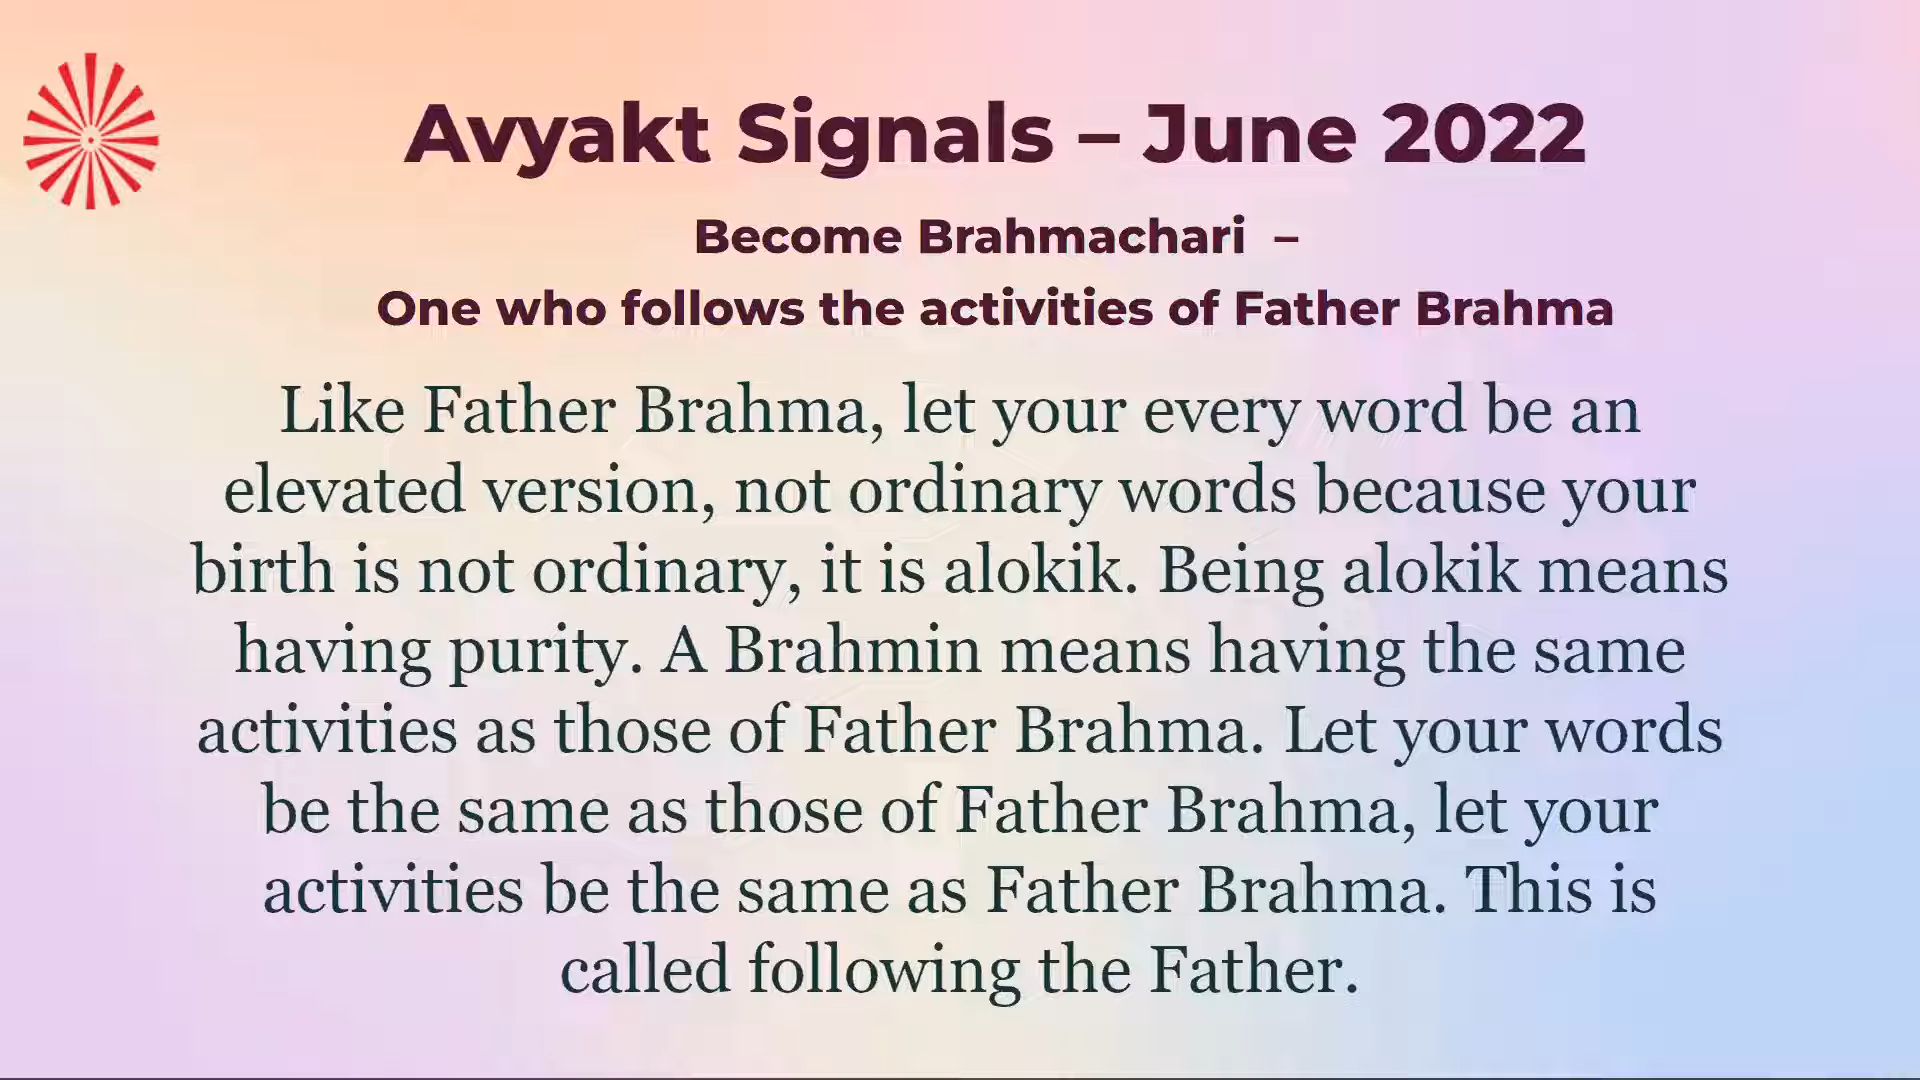 Avyakt Signals – June 2022
Become Brahmachari –
One who follows the activities of Father Brahma
Like Father Brahma, let your every word be an
elevated version, not ordinary words because your
birth is not ordinary, it is alokik. Being alokik means
having purity. A Brahmin means having the same
activities as those of Father Brahma. Let your words
be the same as those of Father Brahma, let your
activities be the same as Father Brahma. This is
called following the Father.